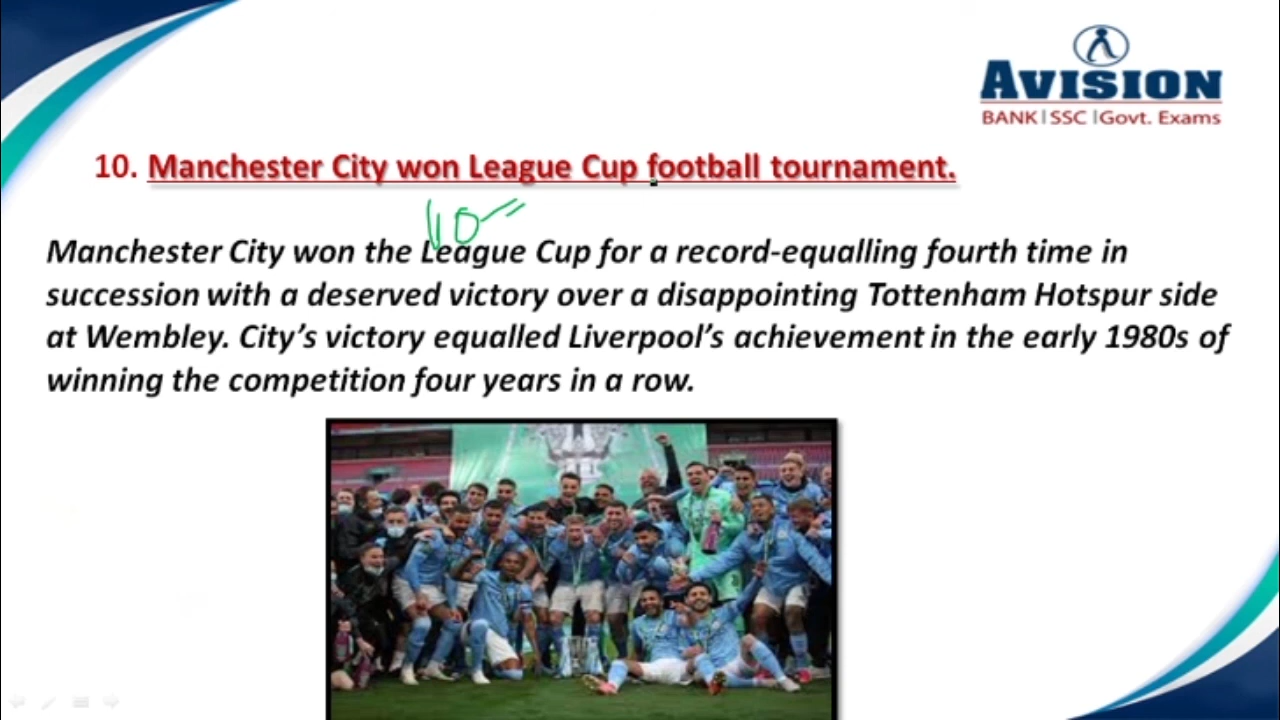 AVISION
BANK | SSC | Govt. Exams
10. Manchester City won League Cup football tournament.
Manchester City won the League Cup for a record-equalling fourth time in
succession with a deserved victory over a disappointing Tottenham Hotspur side
at Wembley. City’s victory equalled Liverpool’s achievement in the early 1980s of
winning the competition four years in a row.